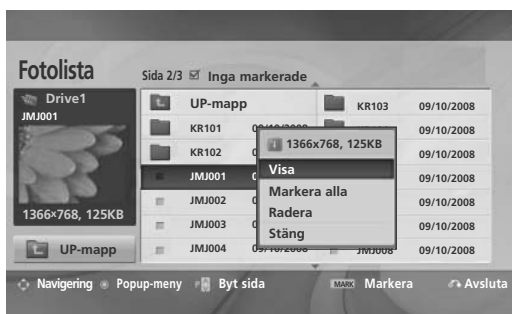 Fotolista
Sida 2/3 Inga markerade
Drive1
JMJ001
1366×768, 125KB
UP-mapp
UP-mapp
KR101
KR102
JMJ001
JMJ002
JMJ003
JMJ004
KR103 09/10/2008
09/10/2008
09/10/2008
09/10/2008
09/10/2008
09/10/2008
JMJ008 09/10/2008
1366x768, 125KB
Visa
Markera alla
Radera
Stäng
Navigering Popup-meny Byt sida MARK Markera Avsluta